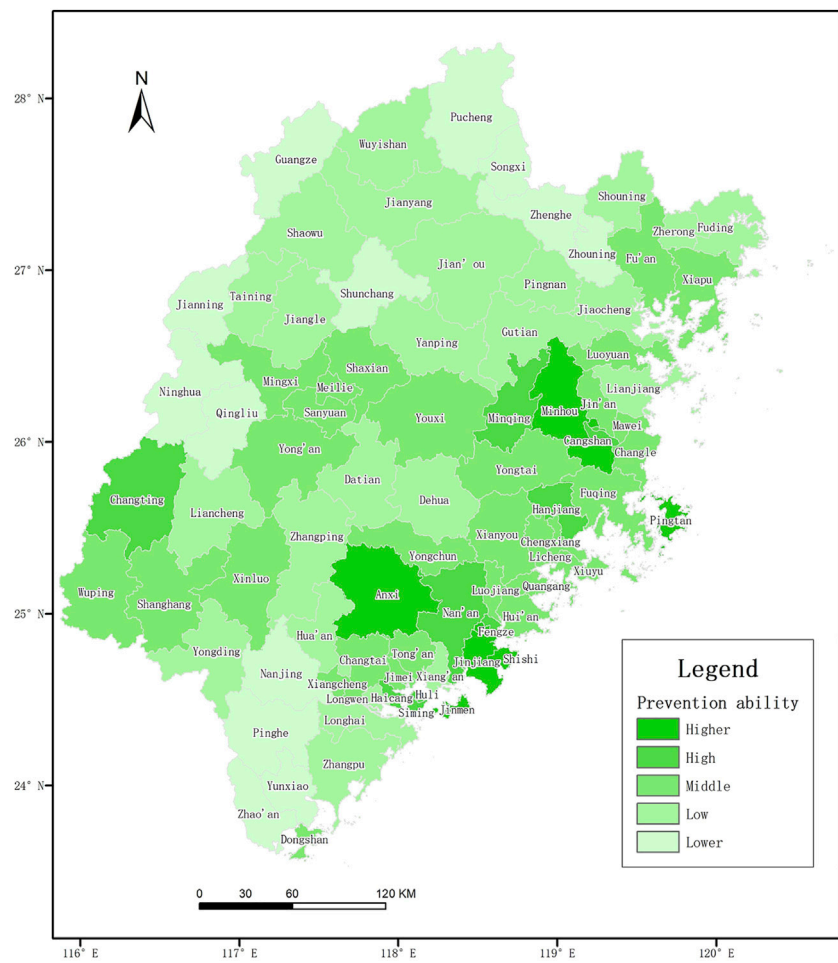 N
28° N
27° N
26° N
25° N
24° N
Pucheng
Wuyishan
Guangze
Songxi
Jianyang
Shouning
Zhenghe
Shaowu
Zherong
Fuding
Zhouning
Fu'an
Jian'ou
Xiapu
Pingnan
Shunchang
Taining
Jianning
Jiaocheng
Jiangle
Gutian
Yanping
Luoyuan
Shaxian
Mingxi
Meilie
Lianjiang
Ninghua
Jin'an
Qingliu
Sanyuan
Minhou
Youxi
Minqing
Mawei
Cangshan
Yong'an
Changle
Yongtai
Datian
Fuqing
Changting
Dehua
Hanjiang
Liancheng
Pingtan
Zhangping
Xianyou
Chengxiang
Yongchun
Licheng
Xinluo
Xiuyu
Wuping
Anxi
Luojiang
Quangang
Shanghang
Nan'an
Hui'an
Hua'an
Fengze
Yongding
Tong'an
Changtai
Jinjiang
Shishi
Nanjing
Jimei
Xiang'an
Xiangcheng
Longwen
Haicang
Huli
Siming
Jinmen
Longhai
Pinghe
Zhangpu
Yunxiao
Zhao'an
Dongshan
Legend
Prevention ability
Higher
High
Middle
Low
Lower
0 30 60 120 KM
116° E 117° E 118° E 119° E 120° E